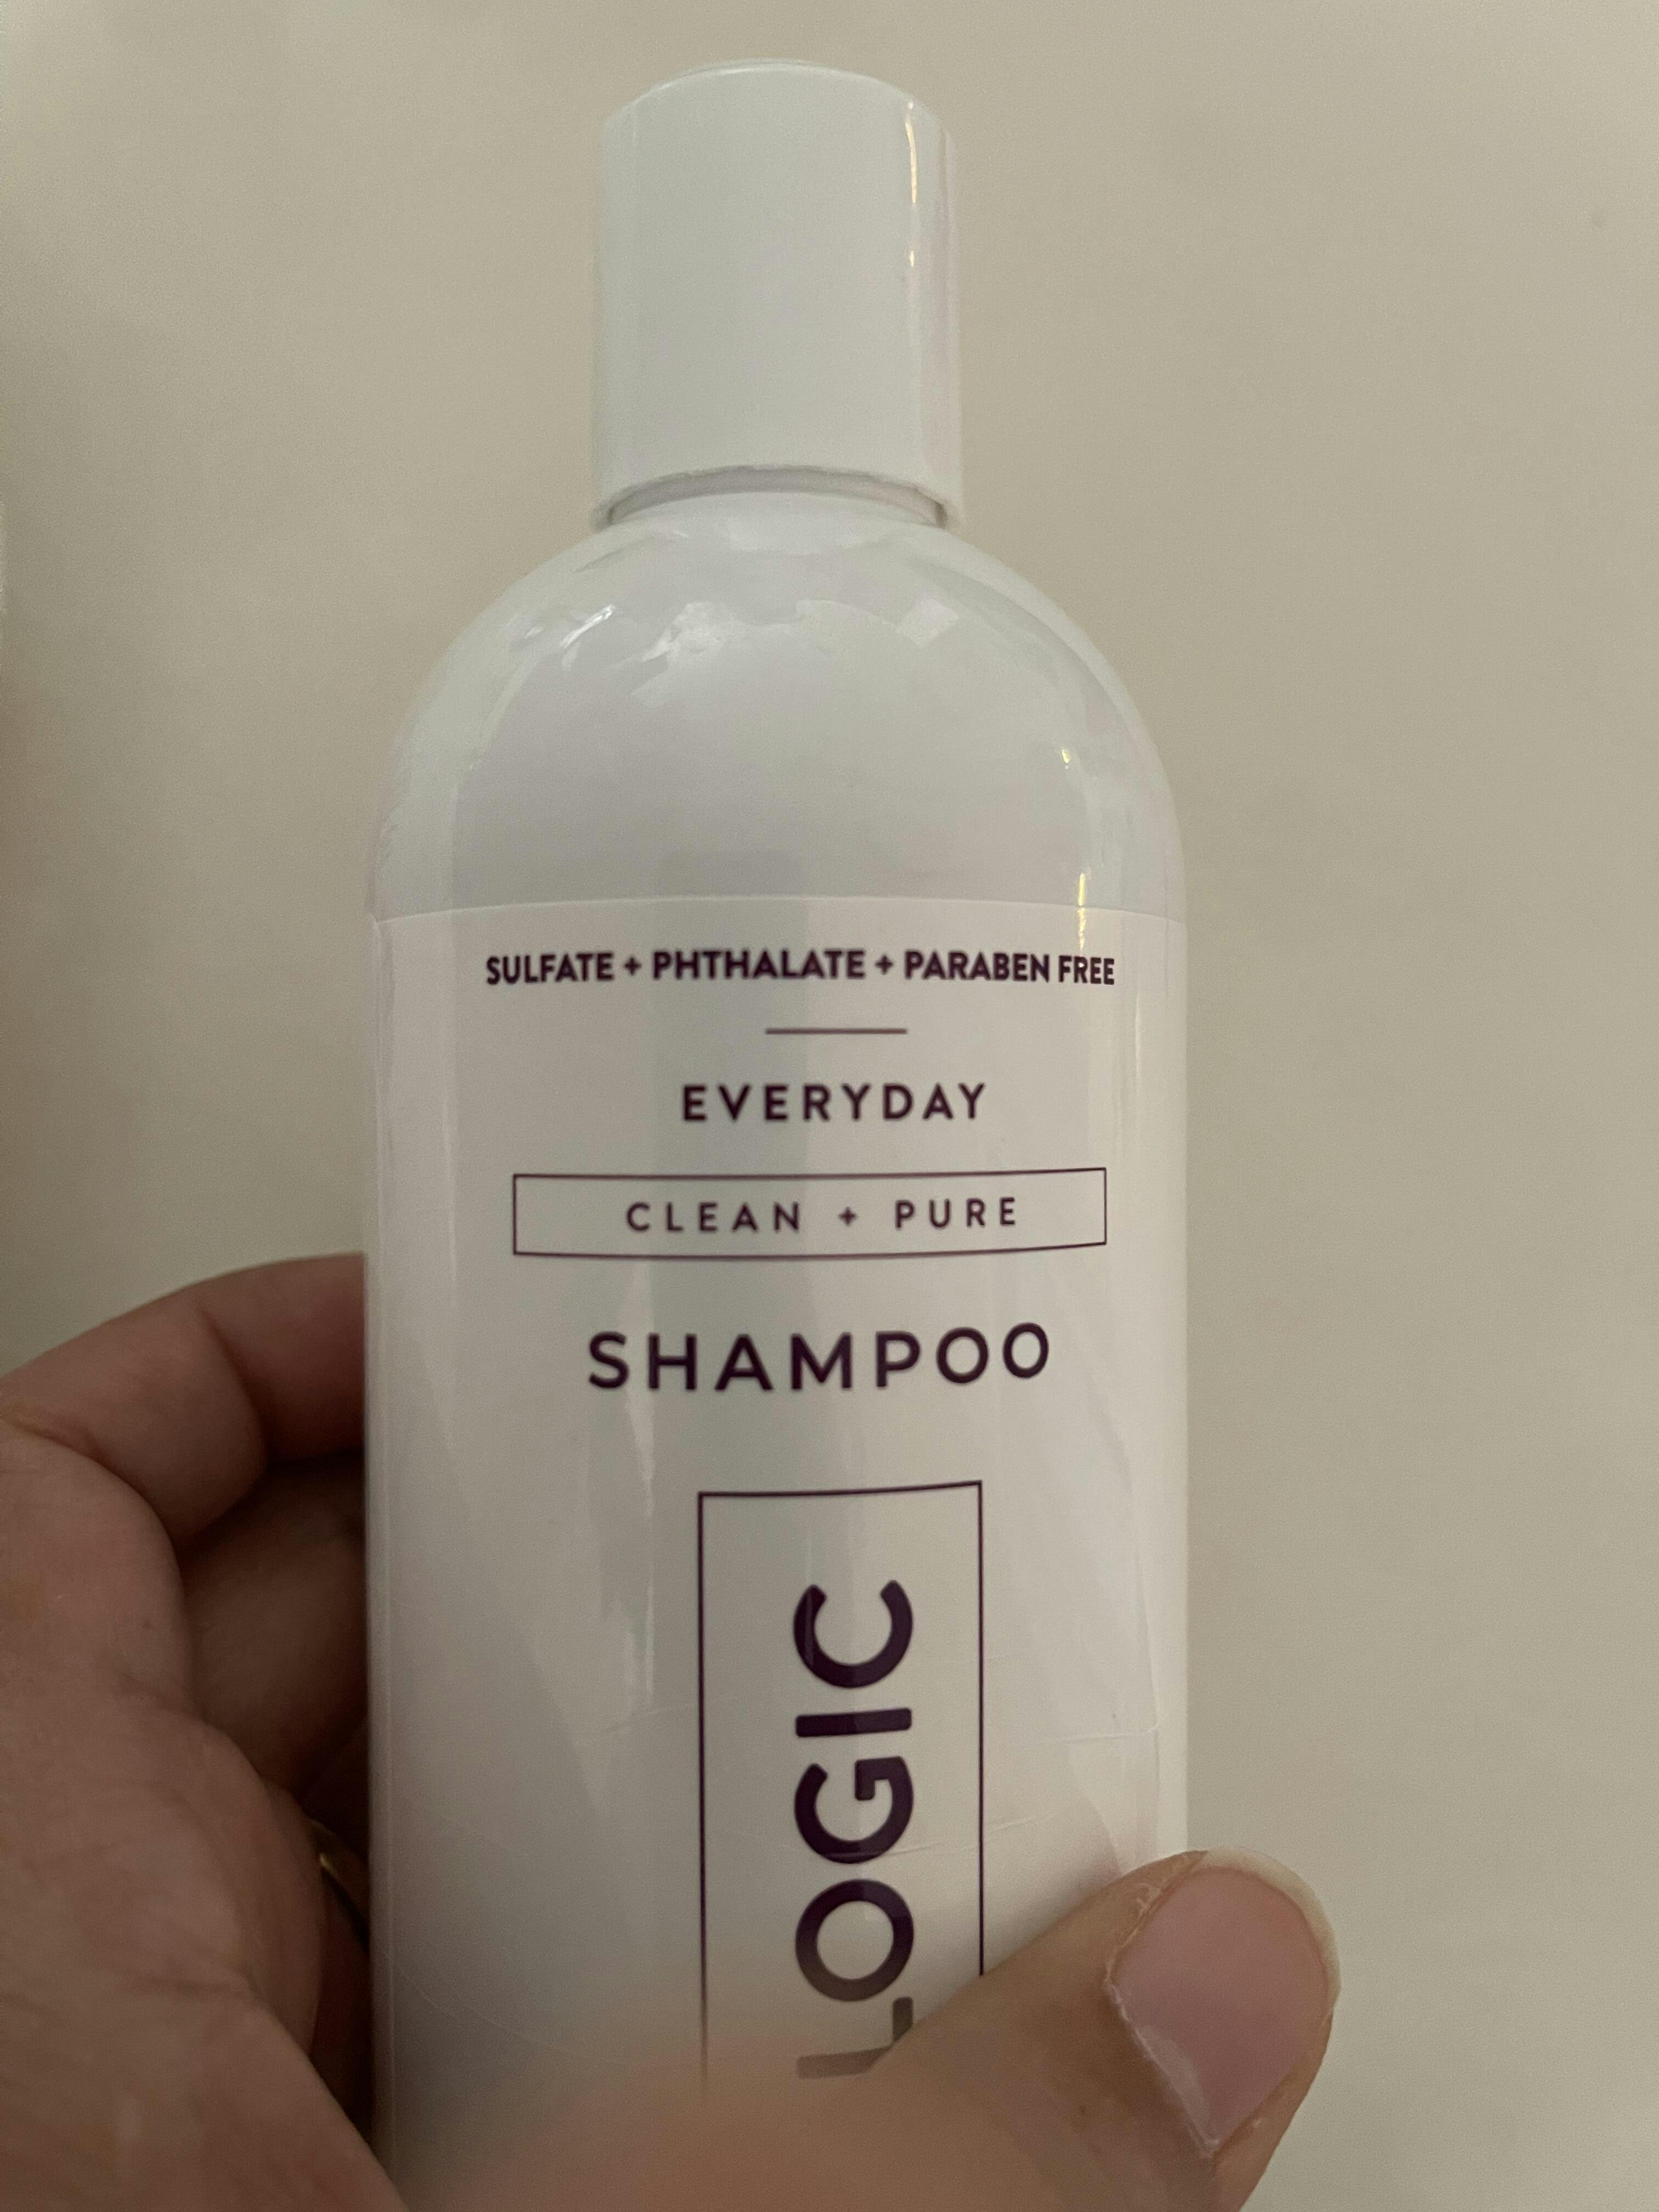 SULFATE + PHTHALATE + PARABEN FREE
EVERYDAY
CLEAN + PURE
SHAMPOO
LOGIC